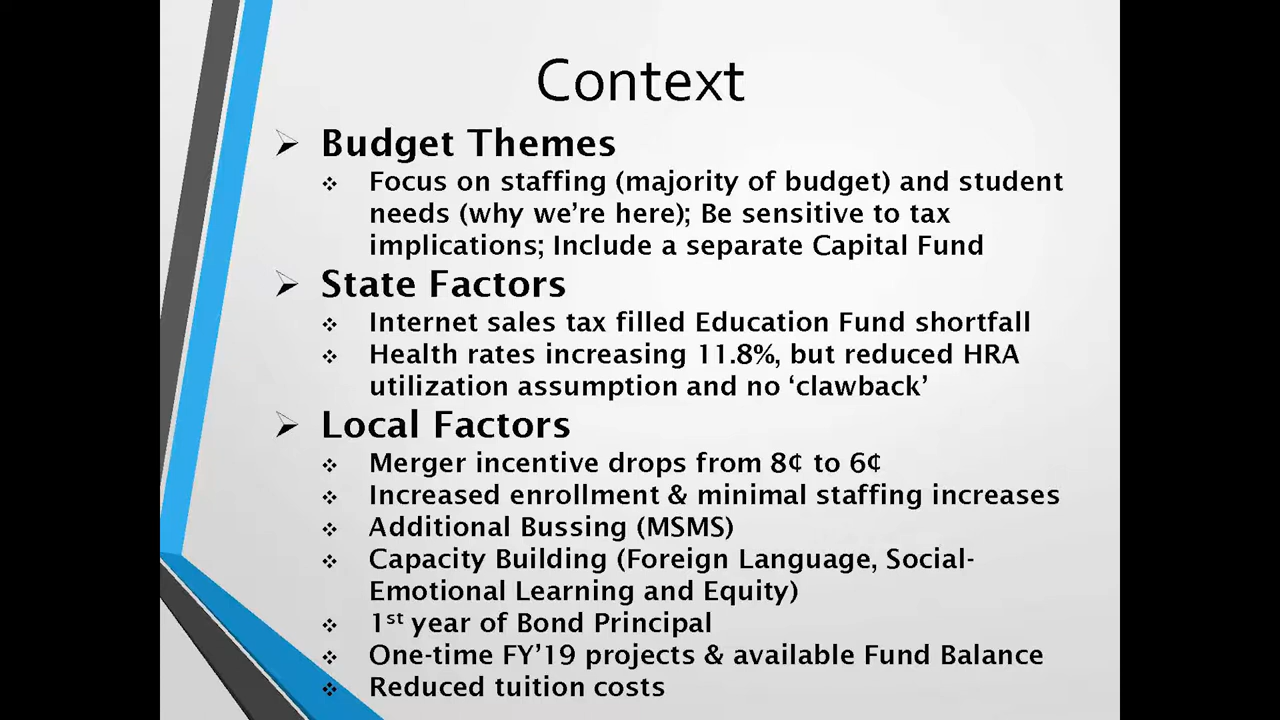 Context
Budget Themes
Focus on staffing (majority of budget) and student
needs (why we're here); Be sensitive to tax
implications; Include a separate Capital Fund
State Factors
Internet sales tax filled Education Fund shortfall
Health rates increasing 11.8%, but reduced HRA
utilization assumption and no ‘clawback’
Local Factors
Merger incentive drops from 8¢ to 6¢
Increased enrollment & minimal staffing increases
Additional Bussing (MSMS)
Capacity Building (Foreign Language, Social-
Emotional Learning and Equity)
1st year of Bond Principal
One-time FY’19 projects & available Fund Balance
Reduced tuition costs